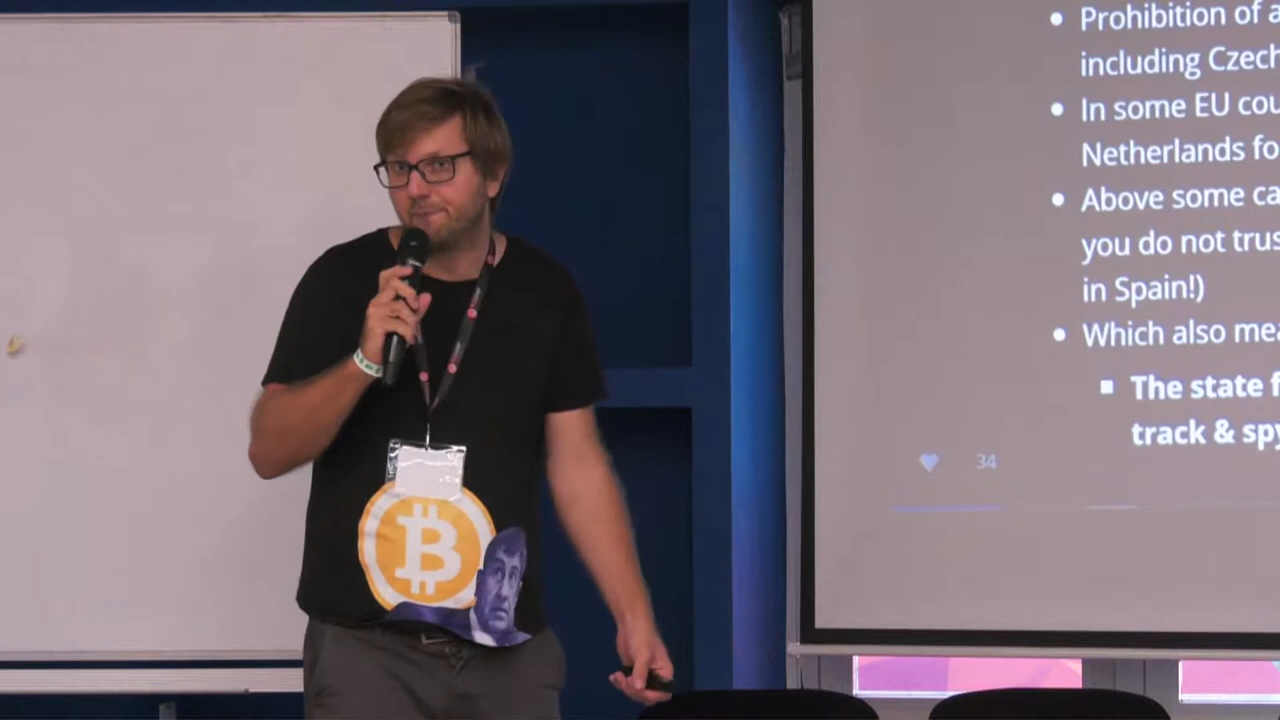 Prohibition of a
including Czech
In some EU cou
Netherlands fo
Above some ca
you do not trus
in Spain!)
Which also mea
The state f
track & spy
34